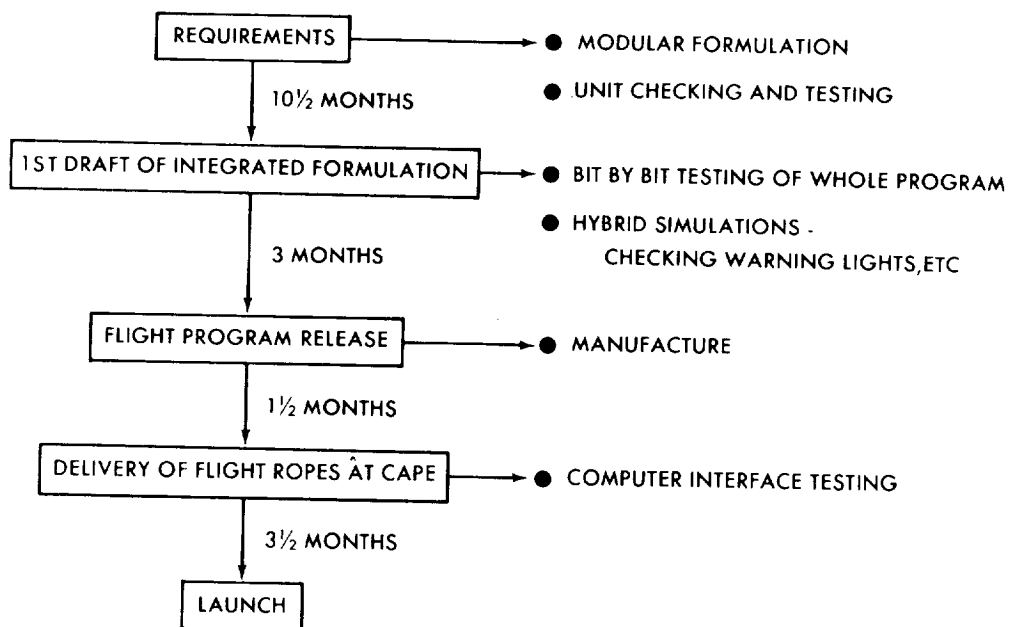 REQUIREMENTS
● MODULAR FORMULATION
● UNIT CHECKING AND TESTING
10½ MONTHS
1ST DRAFT OF INTEGRATED FORMULATION
● BIT BY BIT TESTING OF WHOLE PROGRAM
● HYBRID SIMULATIONS -
CHECKING WARNING LIGHTS,ETC
3 MONTHS
FLIGHT PROGRAM RELEASE
● MANUFACTURE
1½ MONTHS
DELIVERY OF FLIGHT ROPES AT CAPE
● COMPUTER INTERFACE TESTING
3½ MONTHS
LAUNCH